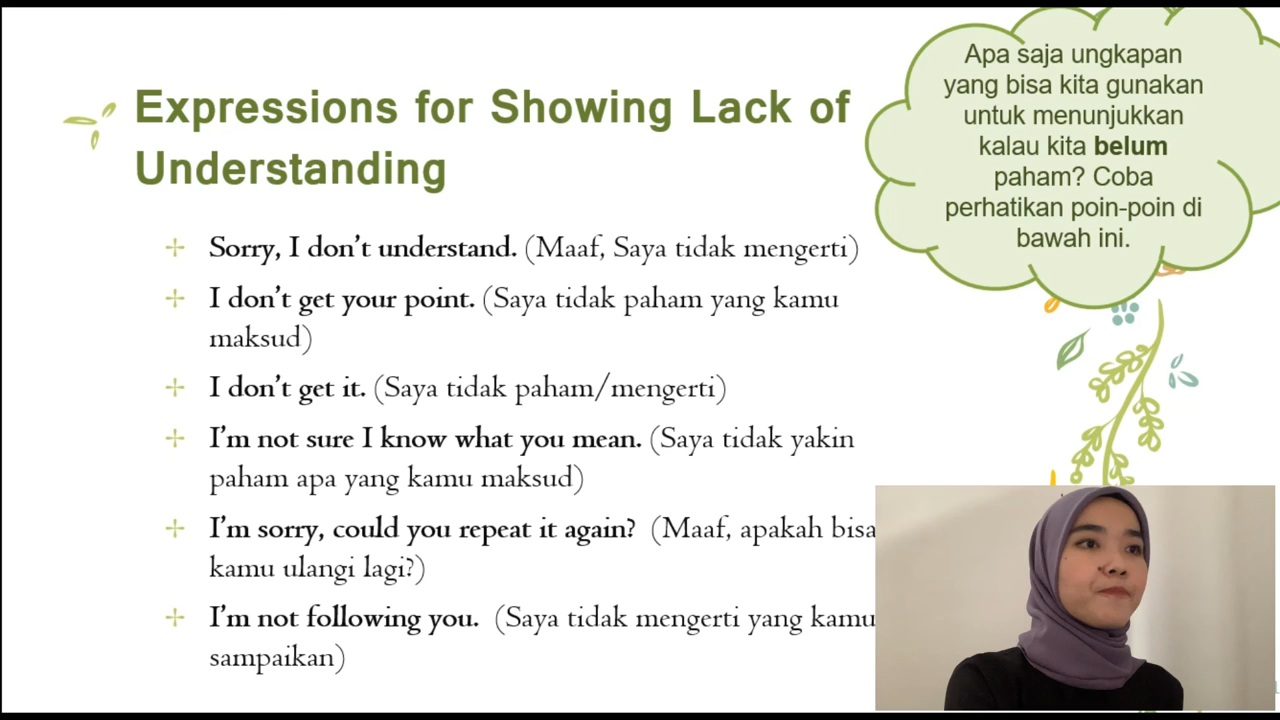 Expressions for Showing Lack of
Understanding
Apa saja ungkapan
yang bisa kita gunakan
untuk menunjukkan
kalau kita belum
paham? Coba
perhatikan poin-poin di
bawah ini.
Sorry, I don't understand. (Maaf, Saya tidak mengerti)
I don't get your point. (Saya tidak paham yang kamu
maksud)
I don't get it. (Saya tidak paham/mengerti)
I'm not sure I know what you mean. (Saya tidak yakin
paham apa yang kamu maksud)
I'm sorry, could you repeat it again? (Maaf, apakah bisa
kamu ulangi lagi?)
I'm not following you. (Saya tidak mengerti yang kamu
sampaikan)